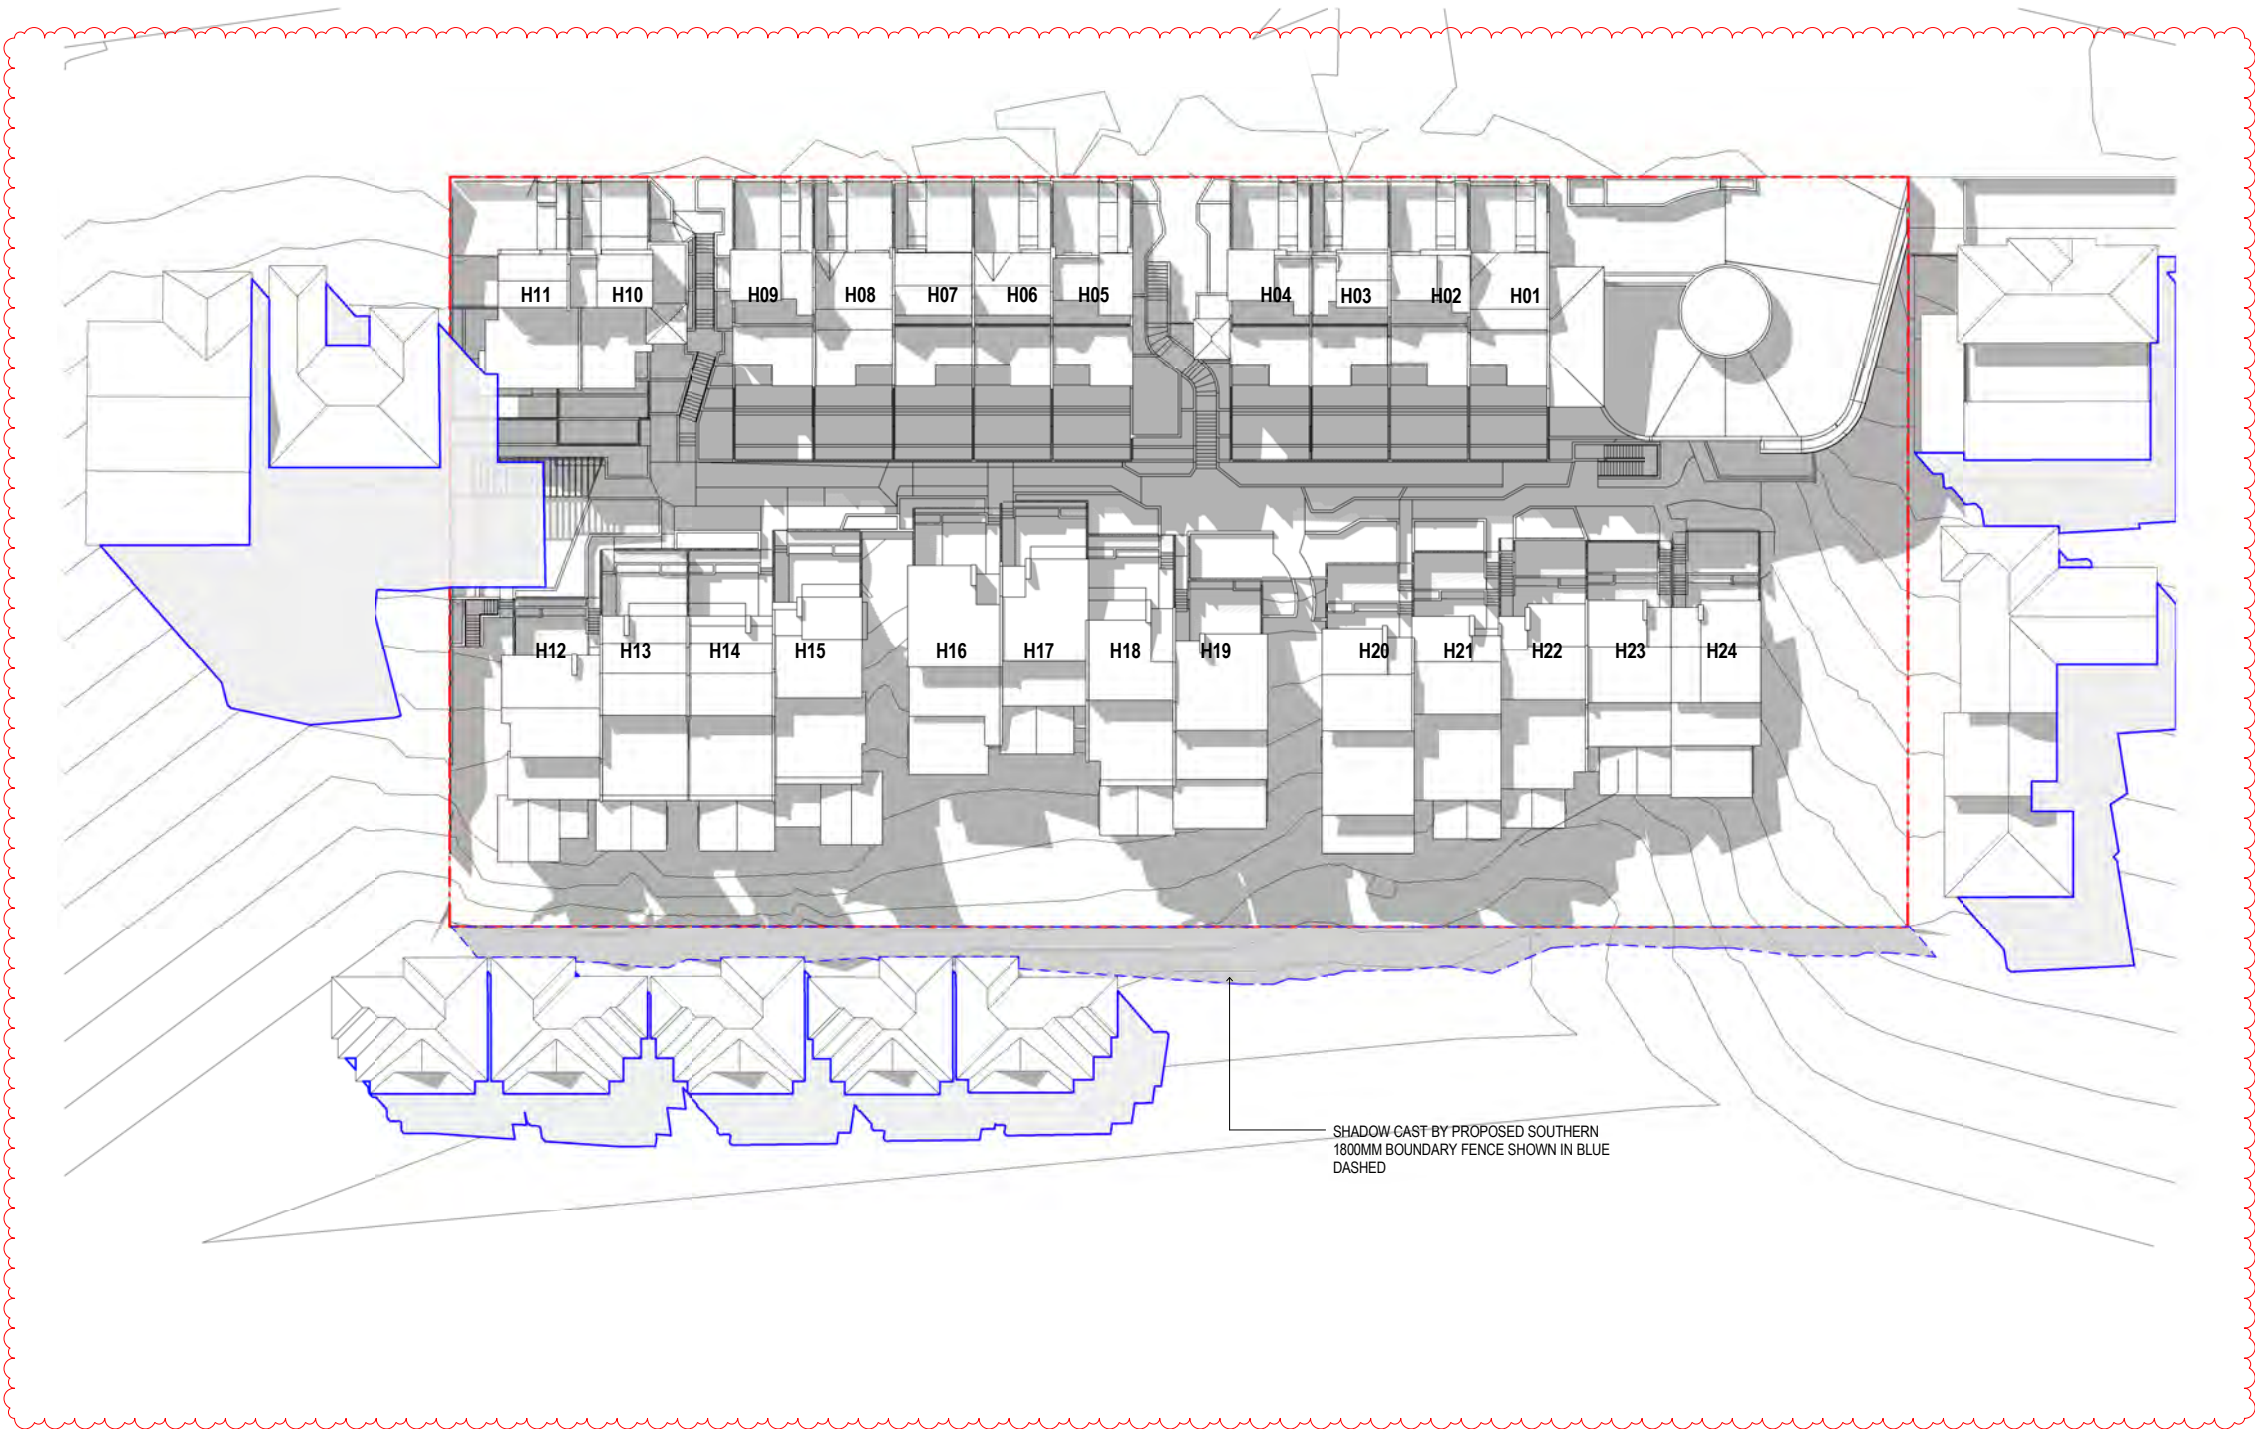 H11 H10 H09 H08 H07 H06 H05 H04 H03 H02 H01
H12 H13 H14 H15 H16 H17 H18 H19 H20 H21 H22 H23 H24
SHADOW CAST BY PROPOSED SOUTHERN
1800MM BOUNDARY FENCE SHOWN IN BLUE
DASHED